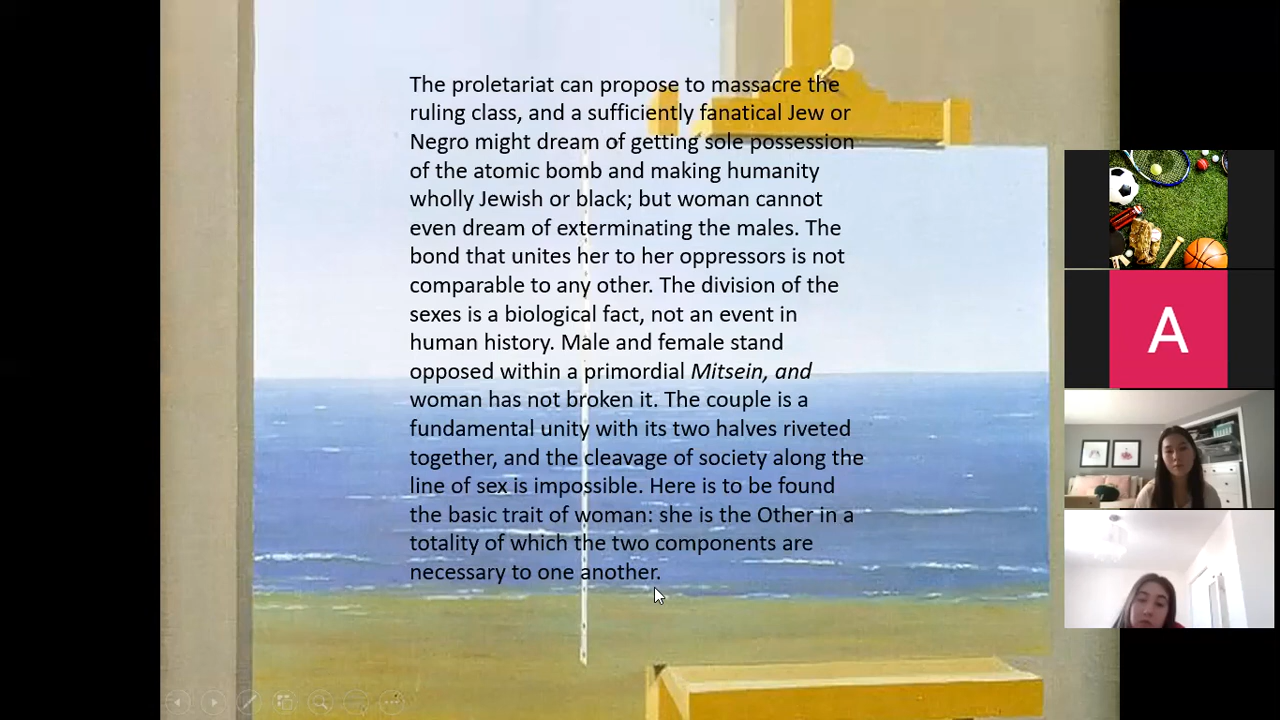 The proletariat can propose to massacre the
ruling class, and a sufficiently fanatical Jew or
Negro might dream of getting sole possession
of the atomic bomb and making humanity
wholly Jewish or black; but woman cannot
even dream of exterminating the males. The
bond that unites her to her oppressors is not
comparable to any other. The division of the
sexes is a biological fact, not an event in
human history. Male and female stand
opposed within a primordial Mitsein, and
woman has not broken it. The couple is a
fundamental unity with its two halves riveted
together, and the cleavage of society along the
line of sex is impossible. Here is to be found
the basic trait of woman: she is the Other in a
totality of which the two components are
necessary to one another.
A